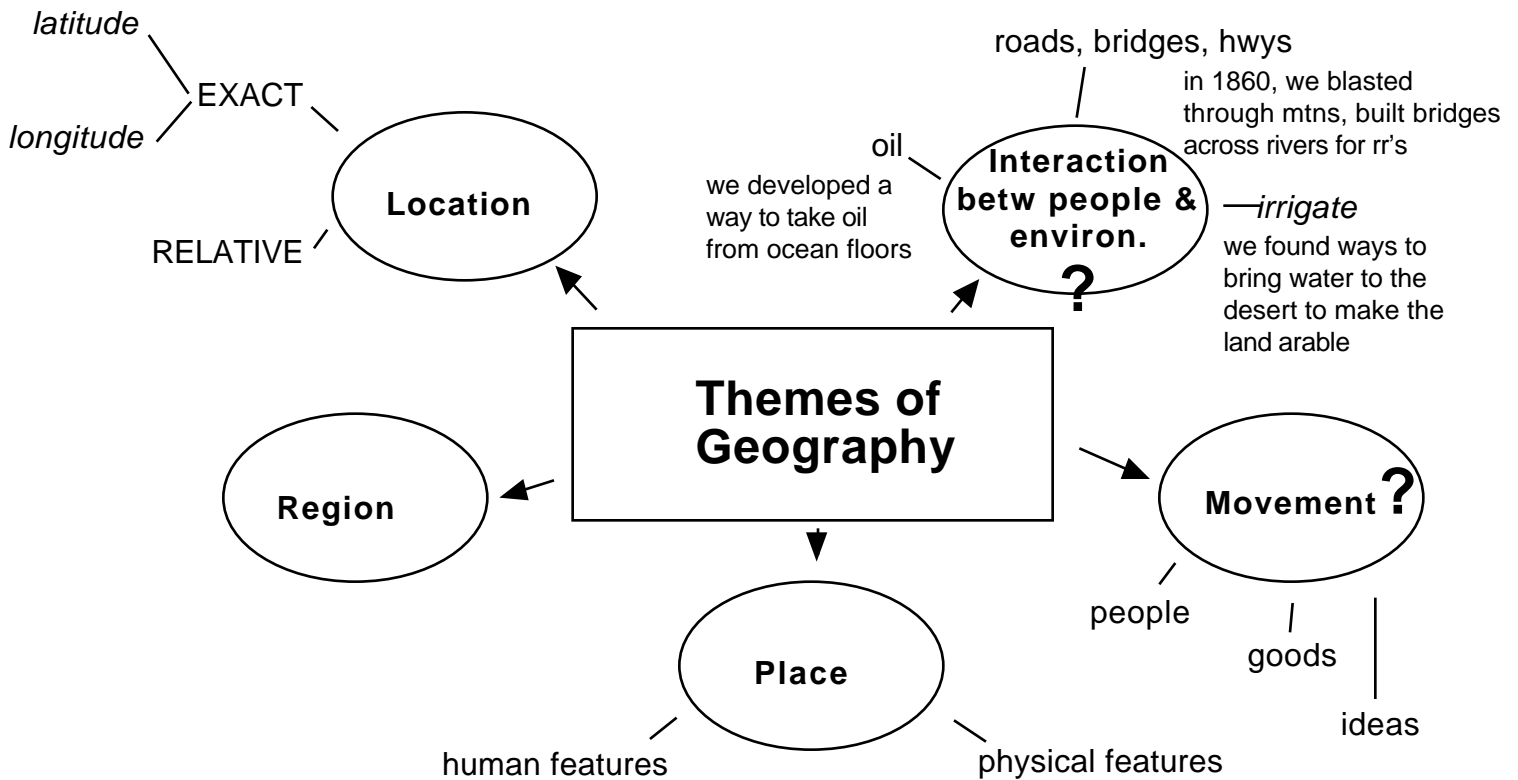 latitude
EXACT
longitude
RELATIVE
Location
roads, bridges, hwys
in 1860, we blasted
through mtns, built bridges
across rivers for rr's
oil
we developed a
way to take oil
from ocean floors
Interaction
betw people &
environ.
?
irrigate
we found ways to
bring water to the
desert to make the
land arable
Themes of
Geography
Region
Movement ?
people
goods
ideas
Place
human features
physical features